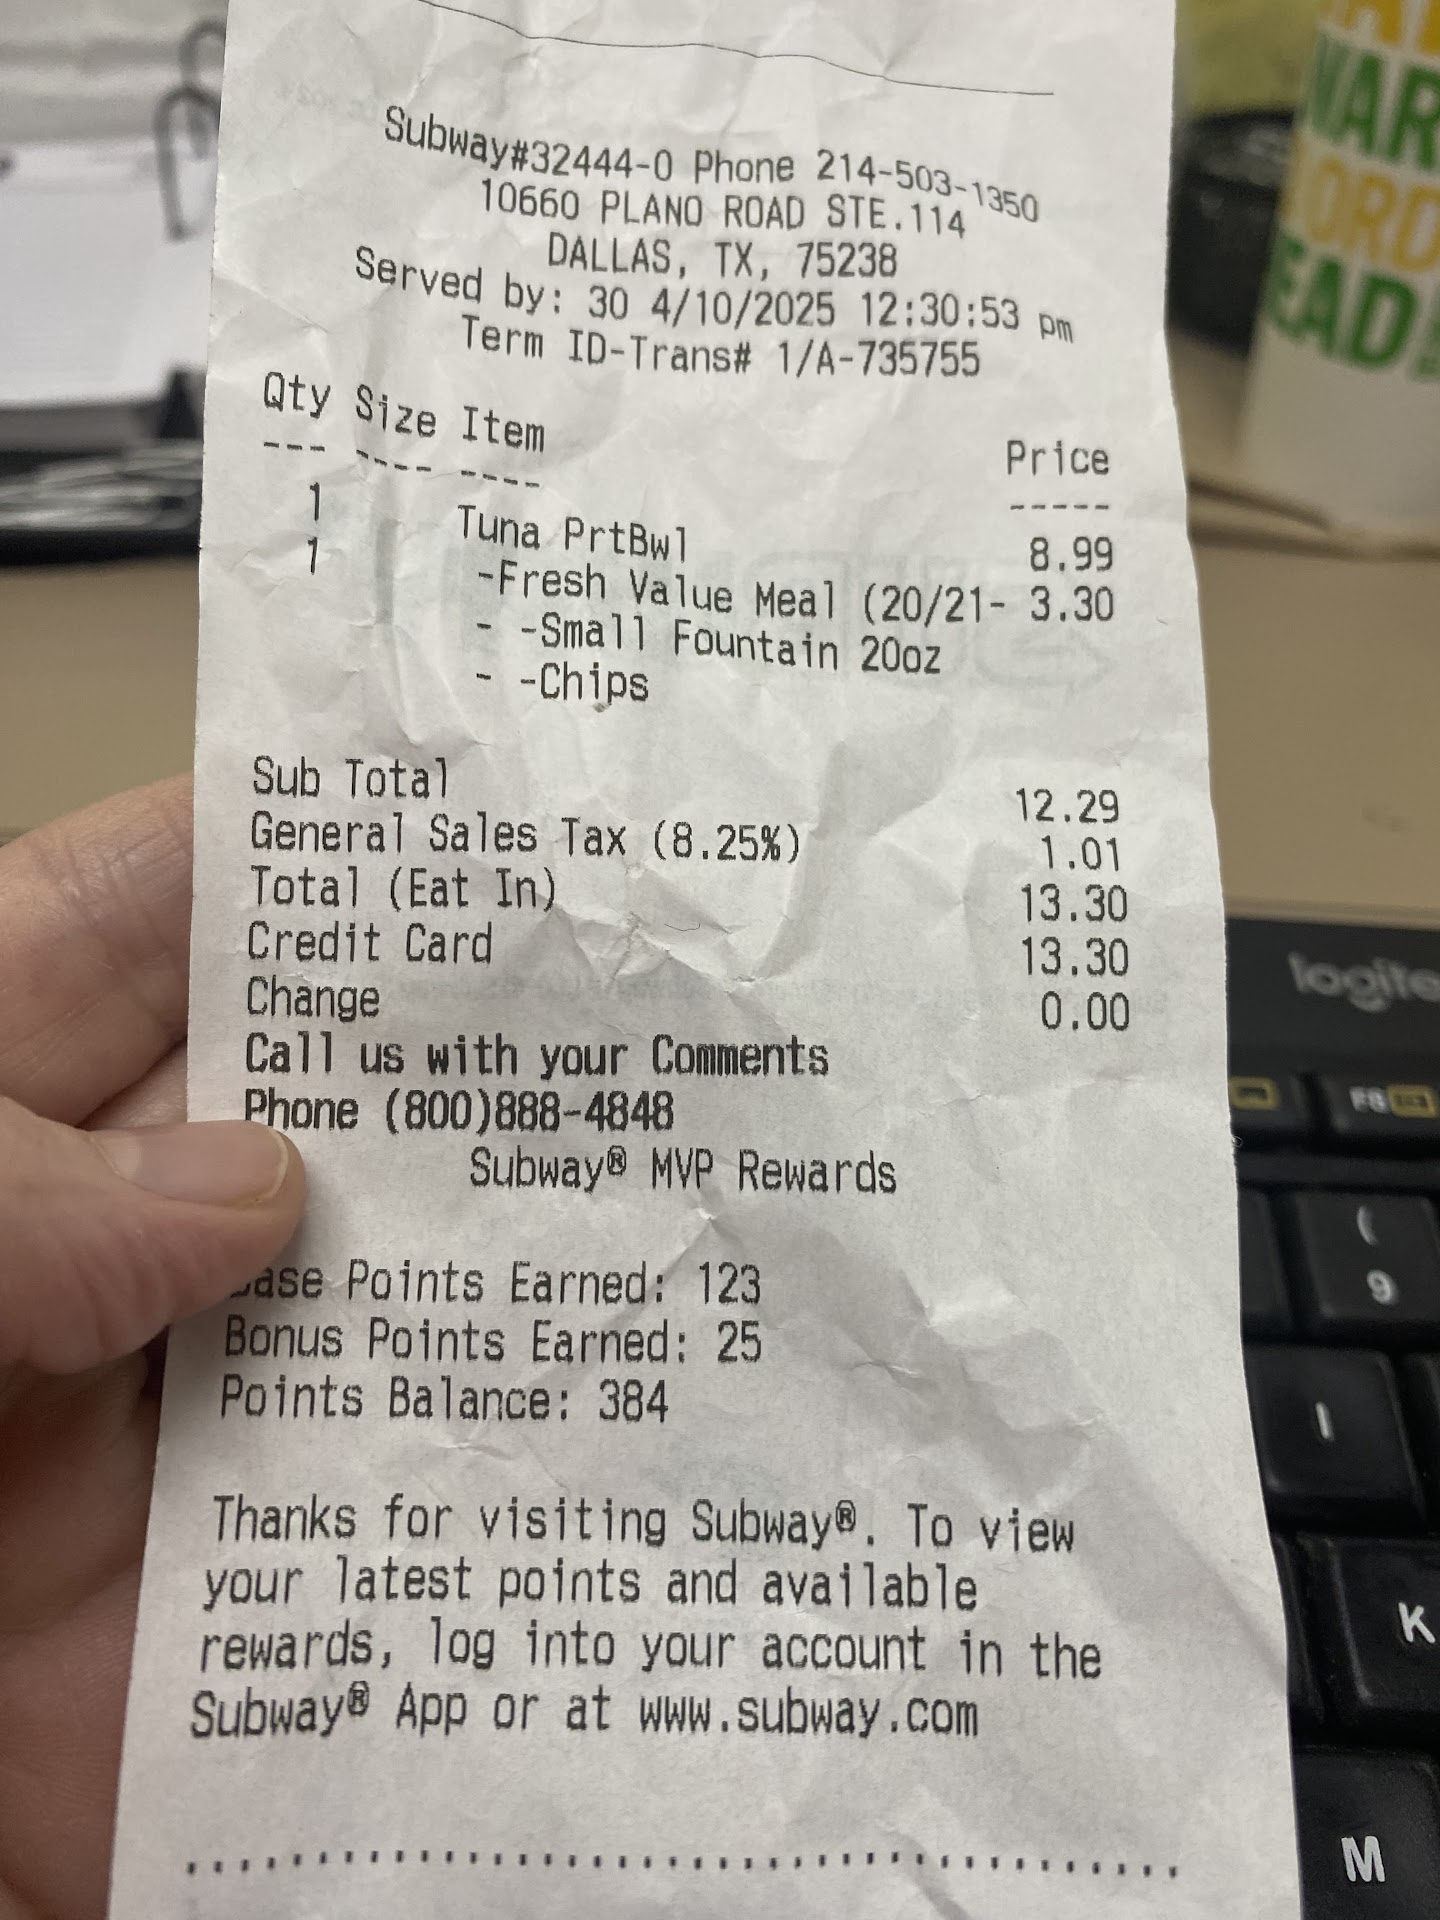 Subway#32444-0 Phone 214-503-1350
10660 PLANO ROAD STE.114
DALLAS, TX, 75238
Served by: 30 4/10/2025 12:30:53 pm
Term ID-Trans# 1/A-735755
Qty Size Item Price
--- ---- ---- -----
1 Tuna PrtBwl 8.99
1 -Fresh Value Meal (20/21- 3.30
- -Small Fountain 20oz
- -Chips
Sub Total 12.29
General Sales Tax (8.25%) 1.01
Total (Eat In) 13.30
Credit Card 13.30
Change 0.00
Call us with your Comments
Phone (800)888-4848
Subway® MVP Rewards
Base Points Earned: 123
Bonus Points Earned: 25
Points Balance: 384
Thanks for visiting Subway®. To view
your latest points and available
rewards, log into your account in the
Subway® App or at www.subway.com
logite
F8
(
9
I
K
M